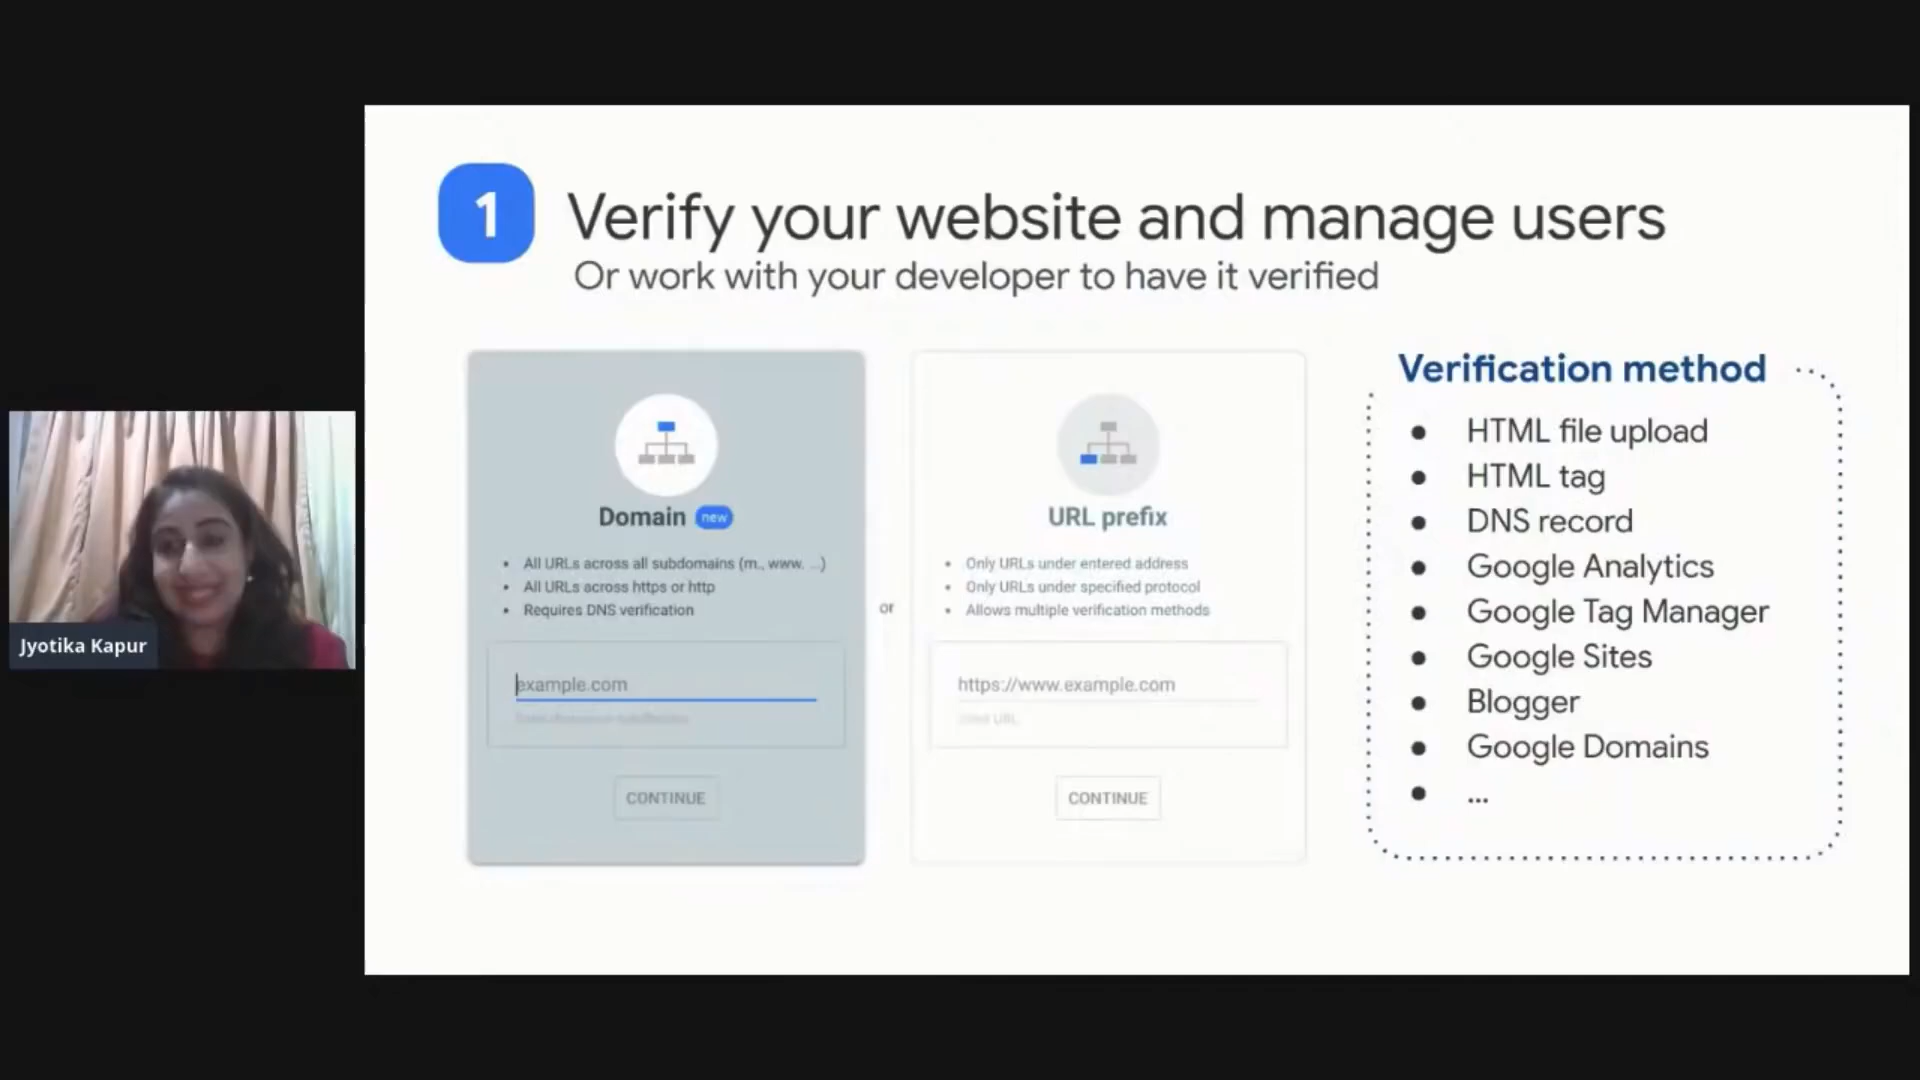 1
Verify your website and manage users
Or work with your developer to have it verified
Domain new
• All URLs across all subdomains (m., www. ...)
• All URLs across https or http
• Requires DNS verification
example.com
CONTINUE
or
URL prefix
• Only URLs under entered address
• Only URLs under specified protocol
• Allows multiple verification methods
https://www.example.com
CONTINUE
Verification method
● HTML file upload
● HTML tag
● DNS record
● Google Analytics
● Google Tag Manager
● Google Sites
● Blogger
● Google Domains
● ...
Jyotika Kapur